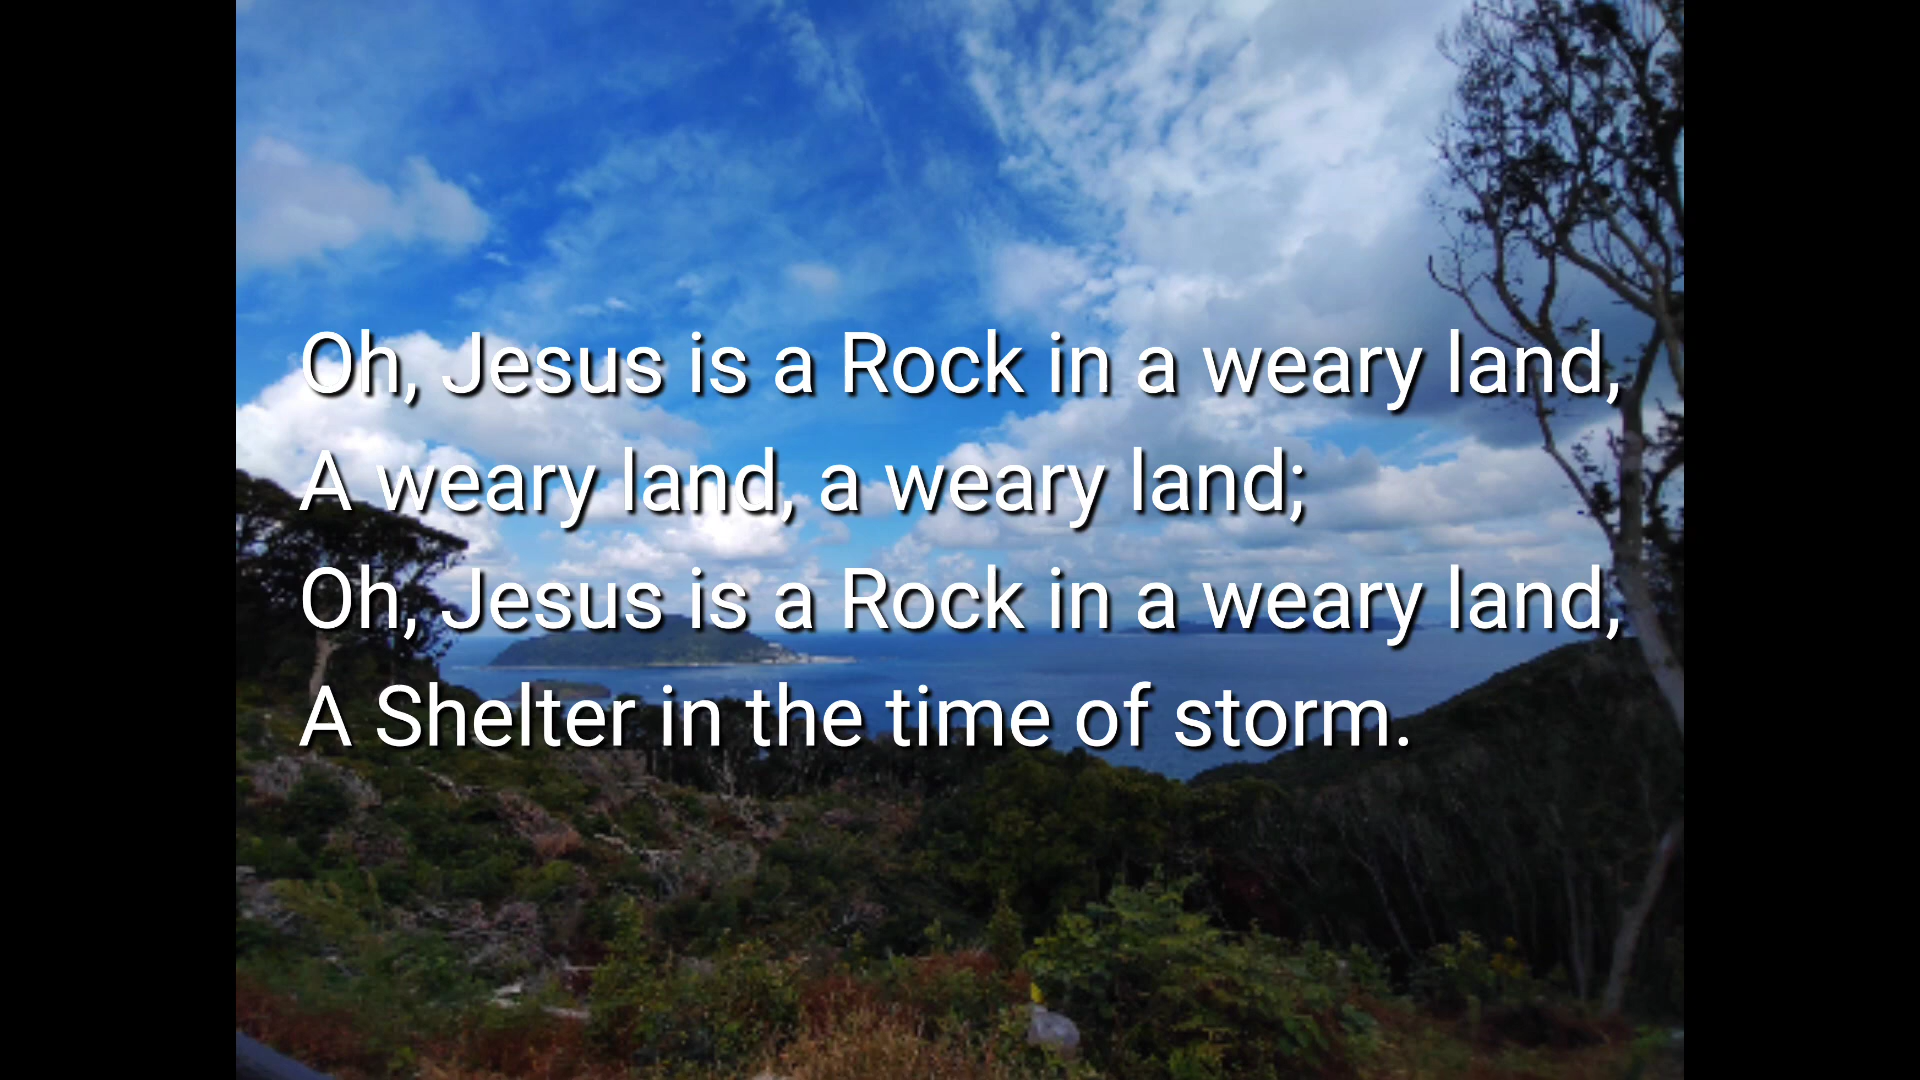 Oh, Jesus is a Rock in a weary land,
A weary land, a weary land;
Oh, Jesus is a Rock in a weary land,
A Shelter in the time of storm.